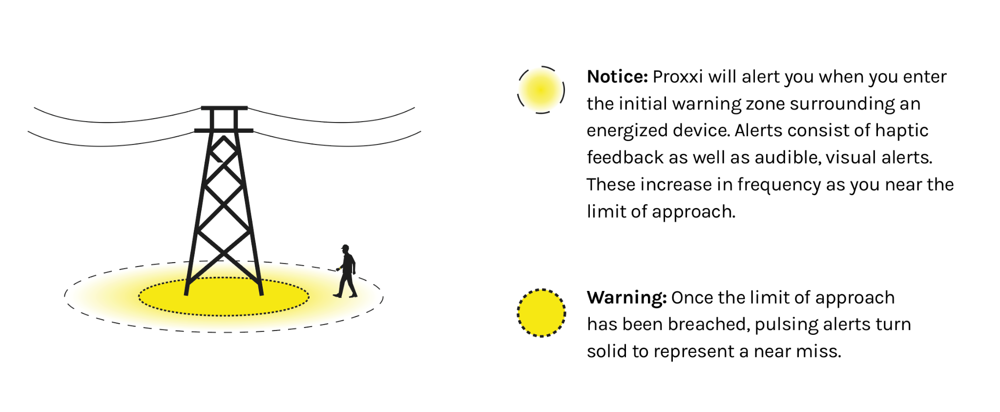 Notice: Proxxi will alert you when you enter
the initial warning zone surrounding an
energized device. Alerts consist of haptic
feedback as well as audible, visual alerts.
These increase in frequency as you near the
limit of approach.
Warning: Once the limit of approach
has been breached, pulsing alerts turn
solid to represent a near miss.